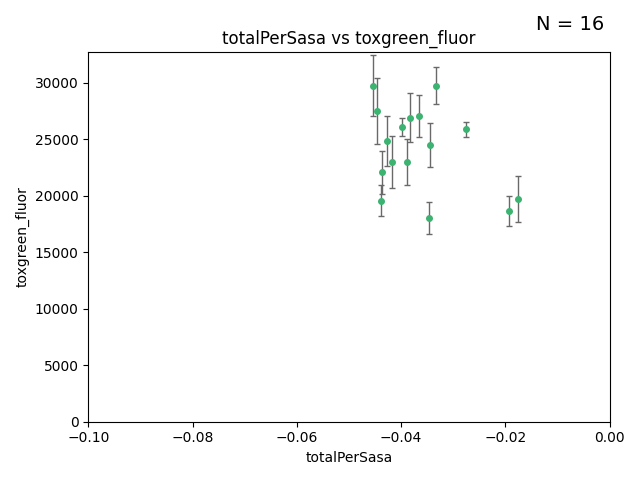 N = 16
totalPerSasa vs toxgreen_fluor
30000
25000
20000
15000
10000
5000
0
toxgreen_fluor
−0.10 −0.08 −0.06 −0.04 −0.02 0.00
totalPerSasa